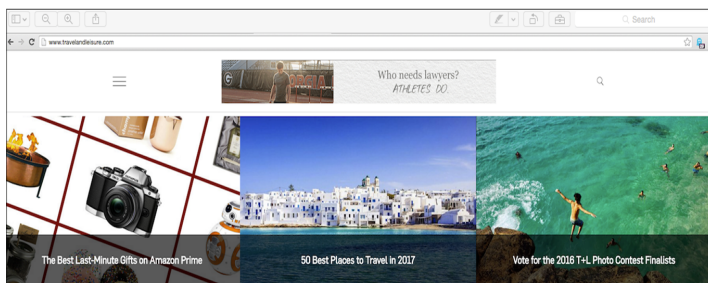 Search
www.travelandleisure.com
Who needs lawyers?
ATHLETES DO.
The Best Last-Minute Gifts on Amazon Prime
50 Best Places to Travel in 2017
Vote for the 2016 T+L Photo Contest Finalists